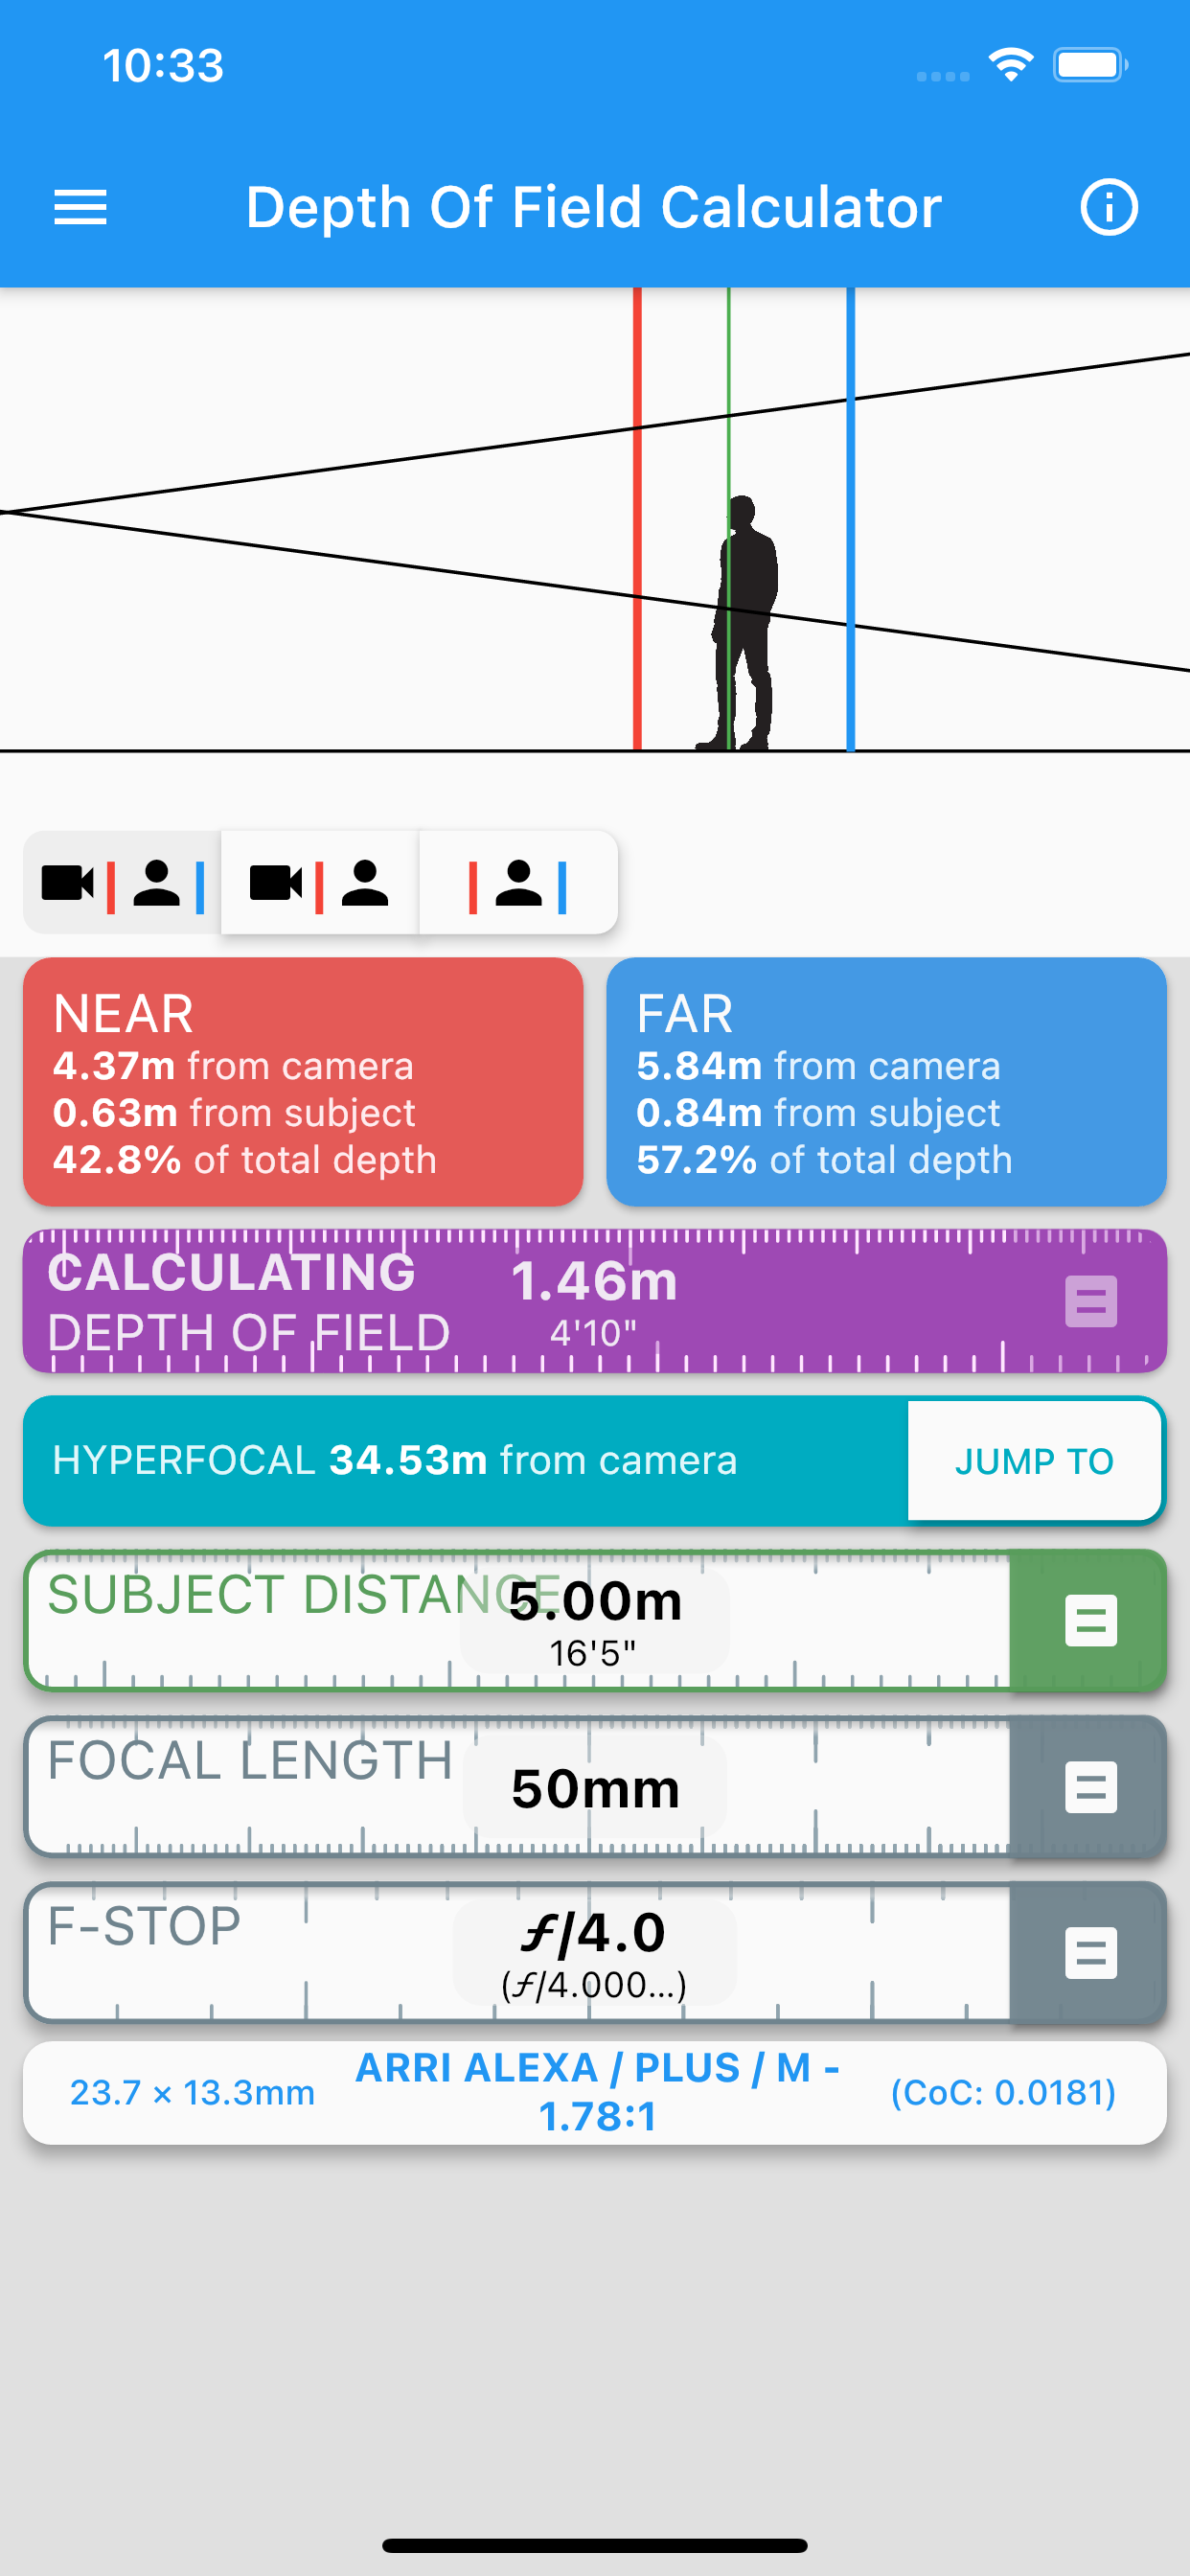 10:33
Depth Of Field Calculator
NEAR
4.37m from camera
0.63m from subject
42.8% of total depth
FAR
5.84m from camera
0.84m from subject
57.2% of total depth
CALCULATING
DEPTH OF FIELD
1.46m
4'10"
HYPERFOCAL 34.53m from camera
JUMP TO
SUBJECT DISTANCE
5.00m
16'5"
FOCAL LENGTH
50mm
F-STOP
ƒ/4.0
(ƒ/4.000...)
23.7 × 13.3mm
ARRI ALEXA / PLUS / M -
1.78:1
(CoC: 0.0181)